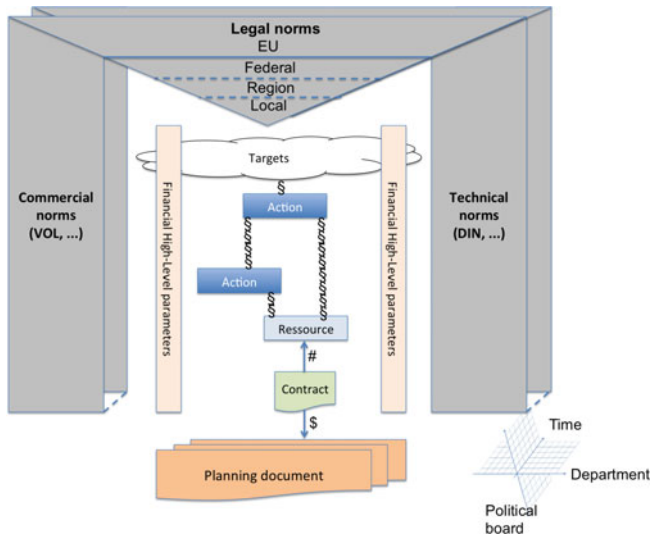 Legal norms
EU
Federal
Region
Local
Targets
§
Action
Commercial
norms
(VOL, ...)
Financial High-Level parameters
Financial High-Level parameters
Technical
norms
(DIN, ...)
§§§§§
§§§§§§§§§
Action
§§
Ressource
#
Contract
$
Planning document
Time
Department
Political
board